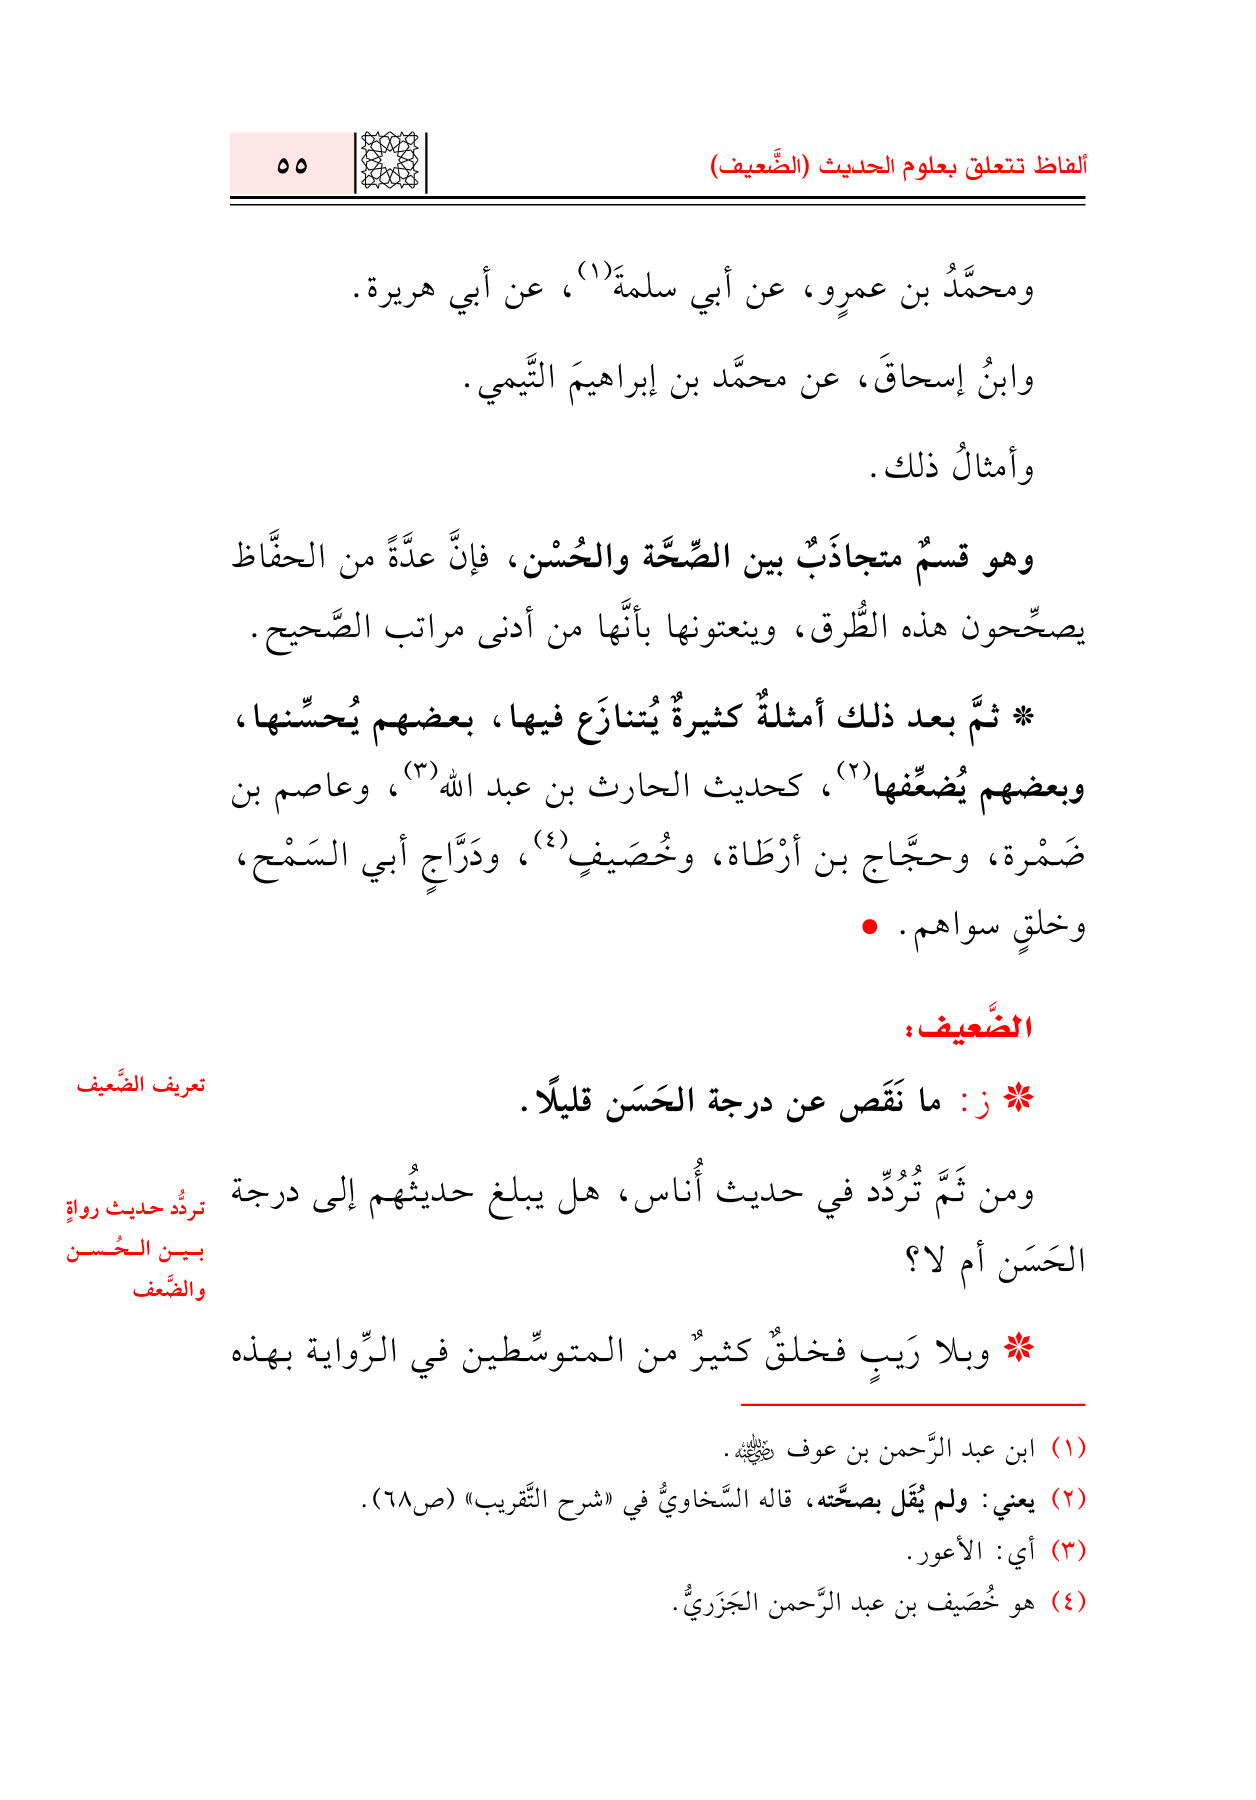 ألفاظ تتعلق بعلوم الحديث (الضَّعيف)
٥٥
ومحمَّدُ بن عمرٍو، عن أبي سلمةَ(١)، عن أبي هريرة.
وابنُ إسحاقَ، عن محمَّد بن إبراهيمَ التَّيمي.
وأمثالُ ذلك.
وهو قسمٌ متجاذَبٌ بين الصِّحَّة والحُسْن، فإنَّ عدَّةً من الحفَّاظ
يصحِّحون هذه الطُّرق، وينعتونها بأنَّها من أدنى مراتب الصَّحيح.
* ثمَّ بعد ذلك أمثلةٌ كثيرةٌ يُتنازَع فيها، بعضهم يُحسِّنها،
وبعضهم يُضعِّفها(٢)، كحديث الحارث بن عبد الله(٣)، وعاصم بن
ضَمْرة، وحجَّاج بن أرْطَاة، وخُصَيفٍ(٤)، ودَرَّاجٍ أبي السَمْح،
وخلقٍ سواهم. ●
الضَّعيف:
تعريف الضَّعيف
* ز: ما نَقَص عن درجة الحَسَن قليلًا.
ومن ثَمَّ تُرُدِّد في حديث أُناس، هل يبلغ حديثُهم إلى درجة
الحَسَن أم لا؟
تردُّد حديث رواةٍ
بين الحُسن
والضَّعف
* وبلا رَيبٍ فخلقٌ كثيرٌ من المتوسِّطين في الرِّواية بهذه
(١) ابن عبد الرَّحمن بن عوف رضي الله عنه.
(٢) يعني: ولم يُقَل بصحَّته، قاله السَّخاويُّ في «شرح التَّقريب» (ص٦٨).
(٣) أي: الأعور.
(٤) هو خُصَيف بن عبد الرَّحمن الجَزَريُّ.